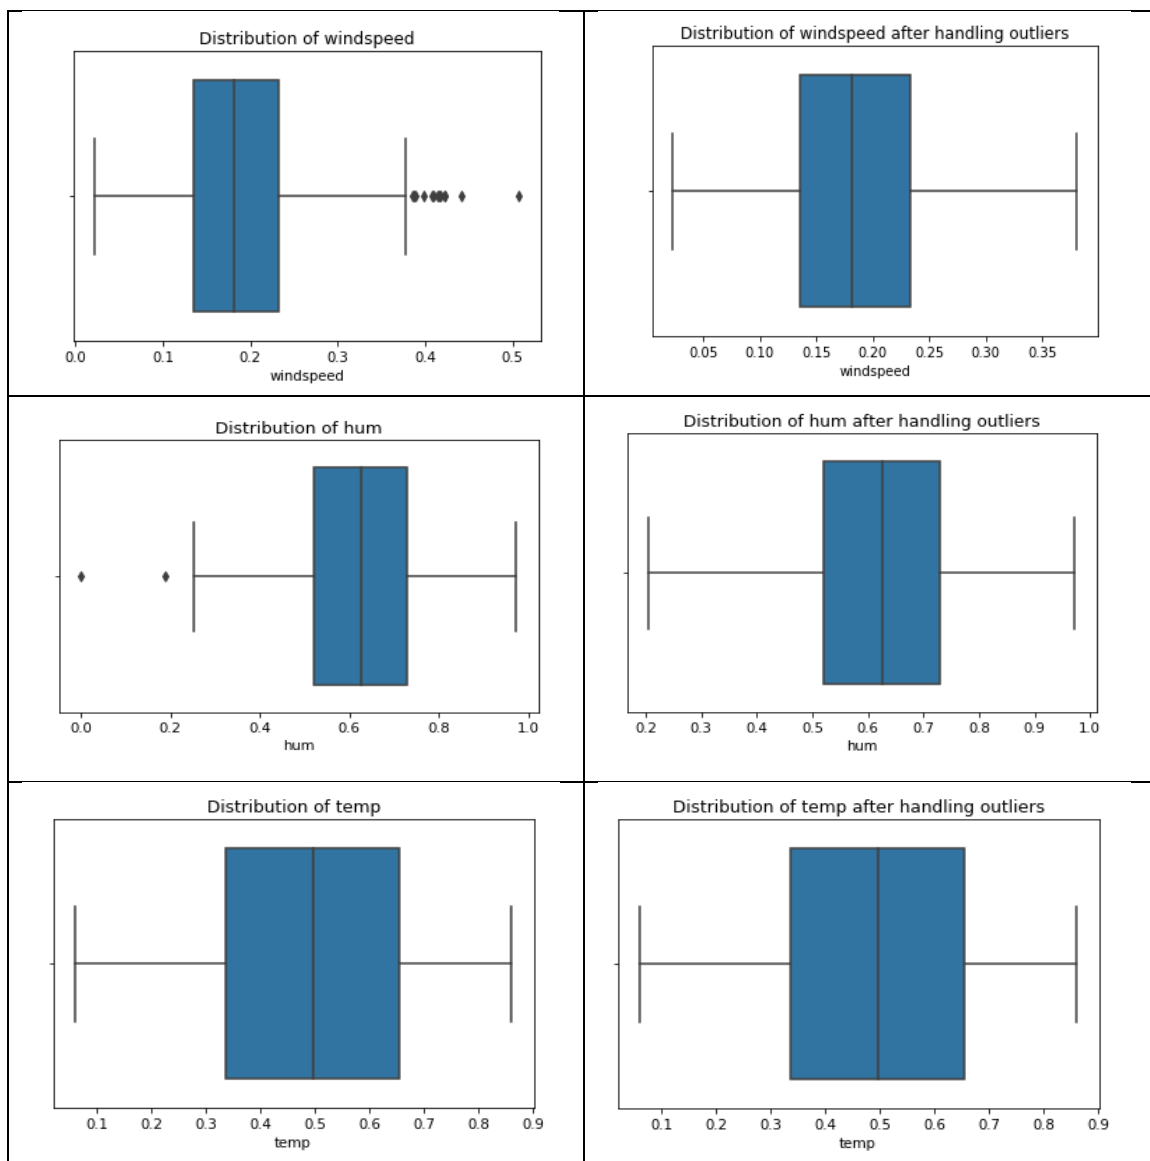 Distribution of windspeed
0.0 0.1 0.2 0.3 0.4 0.5
windspeed
Distribution of windspeed after handling outliers
0.05 0.10 0.15 0.20 0.25 0.30 0.35
windspeed
Distribution of hum
0.0 0.2 0.4 0.6 0.8 1.0
hum
Distribution of hum after handling outliers
0.2 0.3 0.4 0.5 0.6 0.7 0.8 0.9 1.0
hum
Distribution of temp
0.1 0.2 0.3 0.4 0.5 0.6 0.7 0.8 0.9
temp
Distribution of temp after handling outliers
0.1 0.2 0.3 0.4 0.5 0.6 0.7 0.8 0.9
temp